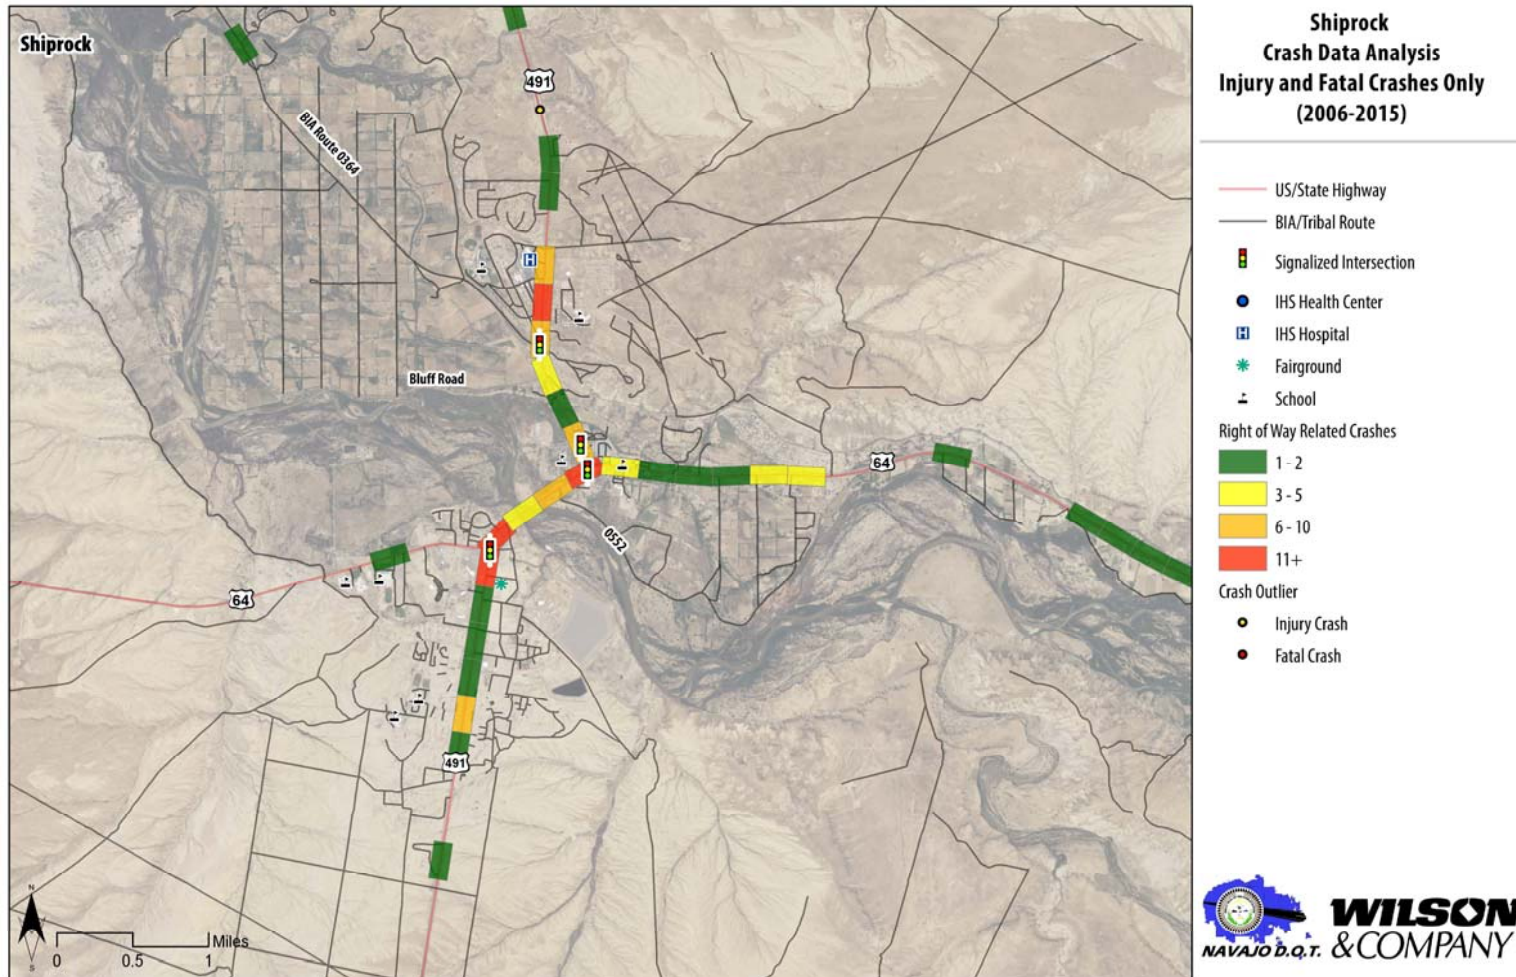 Shiprock
491
BIA Route 0364
Bluff Road
64
0552
64
491
N
S
Miles
0
0.5
1
Shiprock
Crash Data Analysis
Injury and Fatal Crashes Only
(2006-2015)
US/State Highway
BIA/Tribal Route
Signalized Intersection
IHS Health Center
H IHS Hospital
Fairground
School
Right of Way Related Crashes
1 - 2
3 - 5
6 - 10
11+
Crash Outlier
Injury Crash
Fatal Crash
NAVAJO D.O.T.
WILSON
&COMPANY